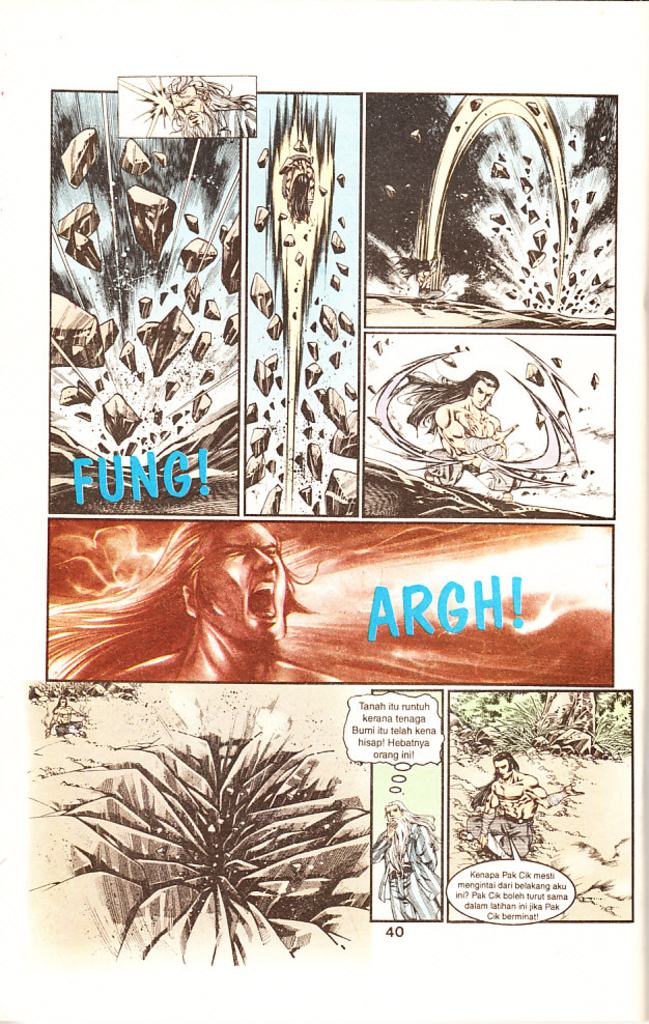 FUNG!
ARGH!
Tanah itu runtuh
kerana tenaga
Bumi itu telah kena
hisap! Hebatnya
orang ini!
Kenapa Pak Cik mesti
mengintai dari belakang aku
ini? Pak Cik boleh turut sama
dalam latihan ini jika Pak
Cik berminat!
40